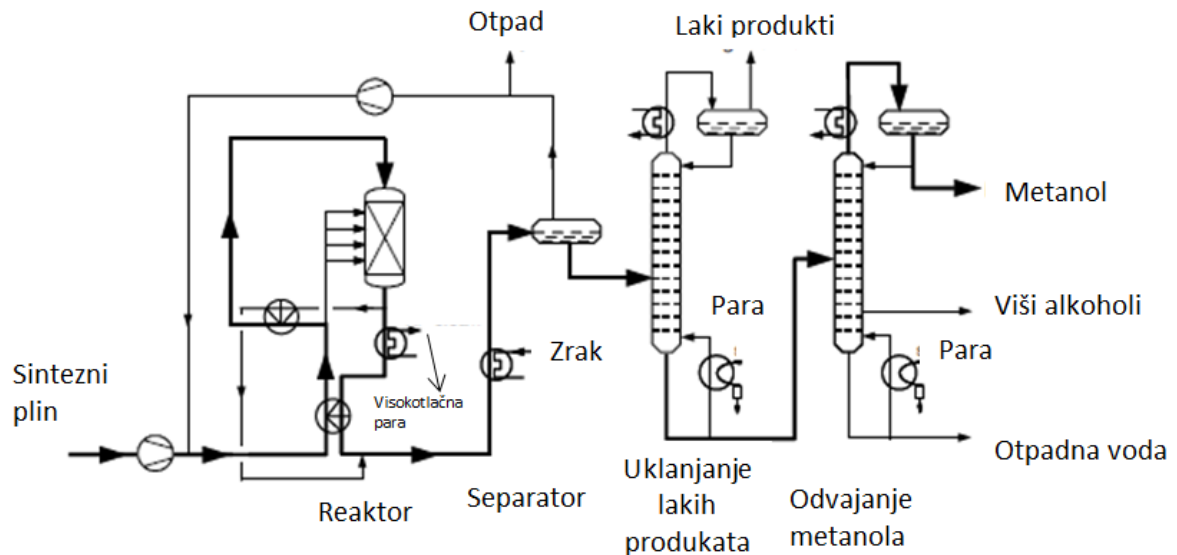 Otpad
Laki produkti
Metanol
Viši alkoholi
Para
Para
Zrak
Sintezni
plin
Visokotlačna
para
Otpadna voda
Reaktor
Separator
Uklanjanje
lakih
produkata
Odvajanje
metanola